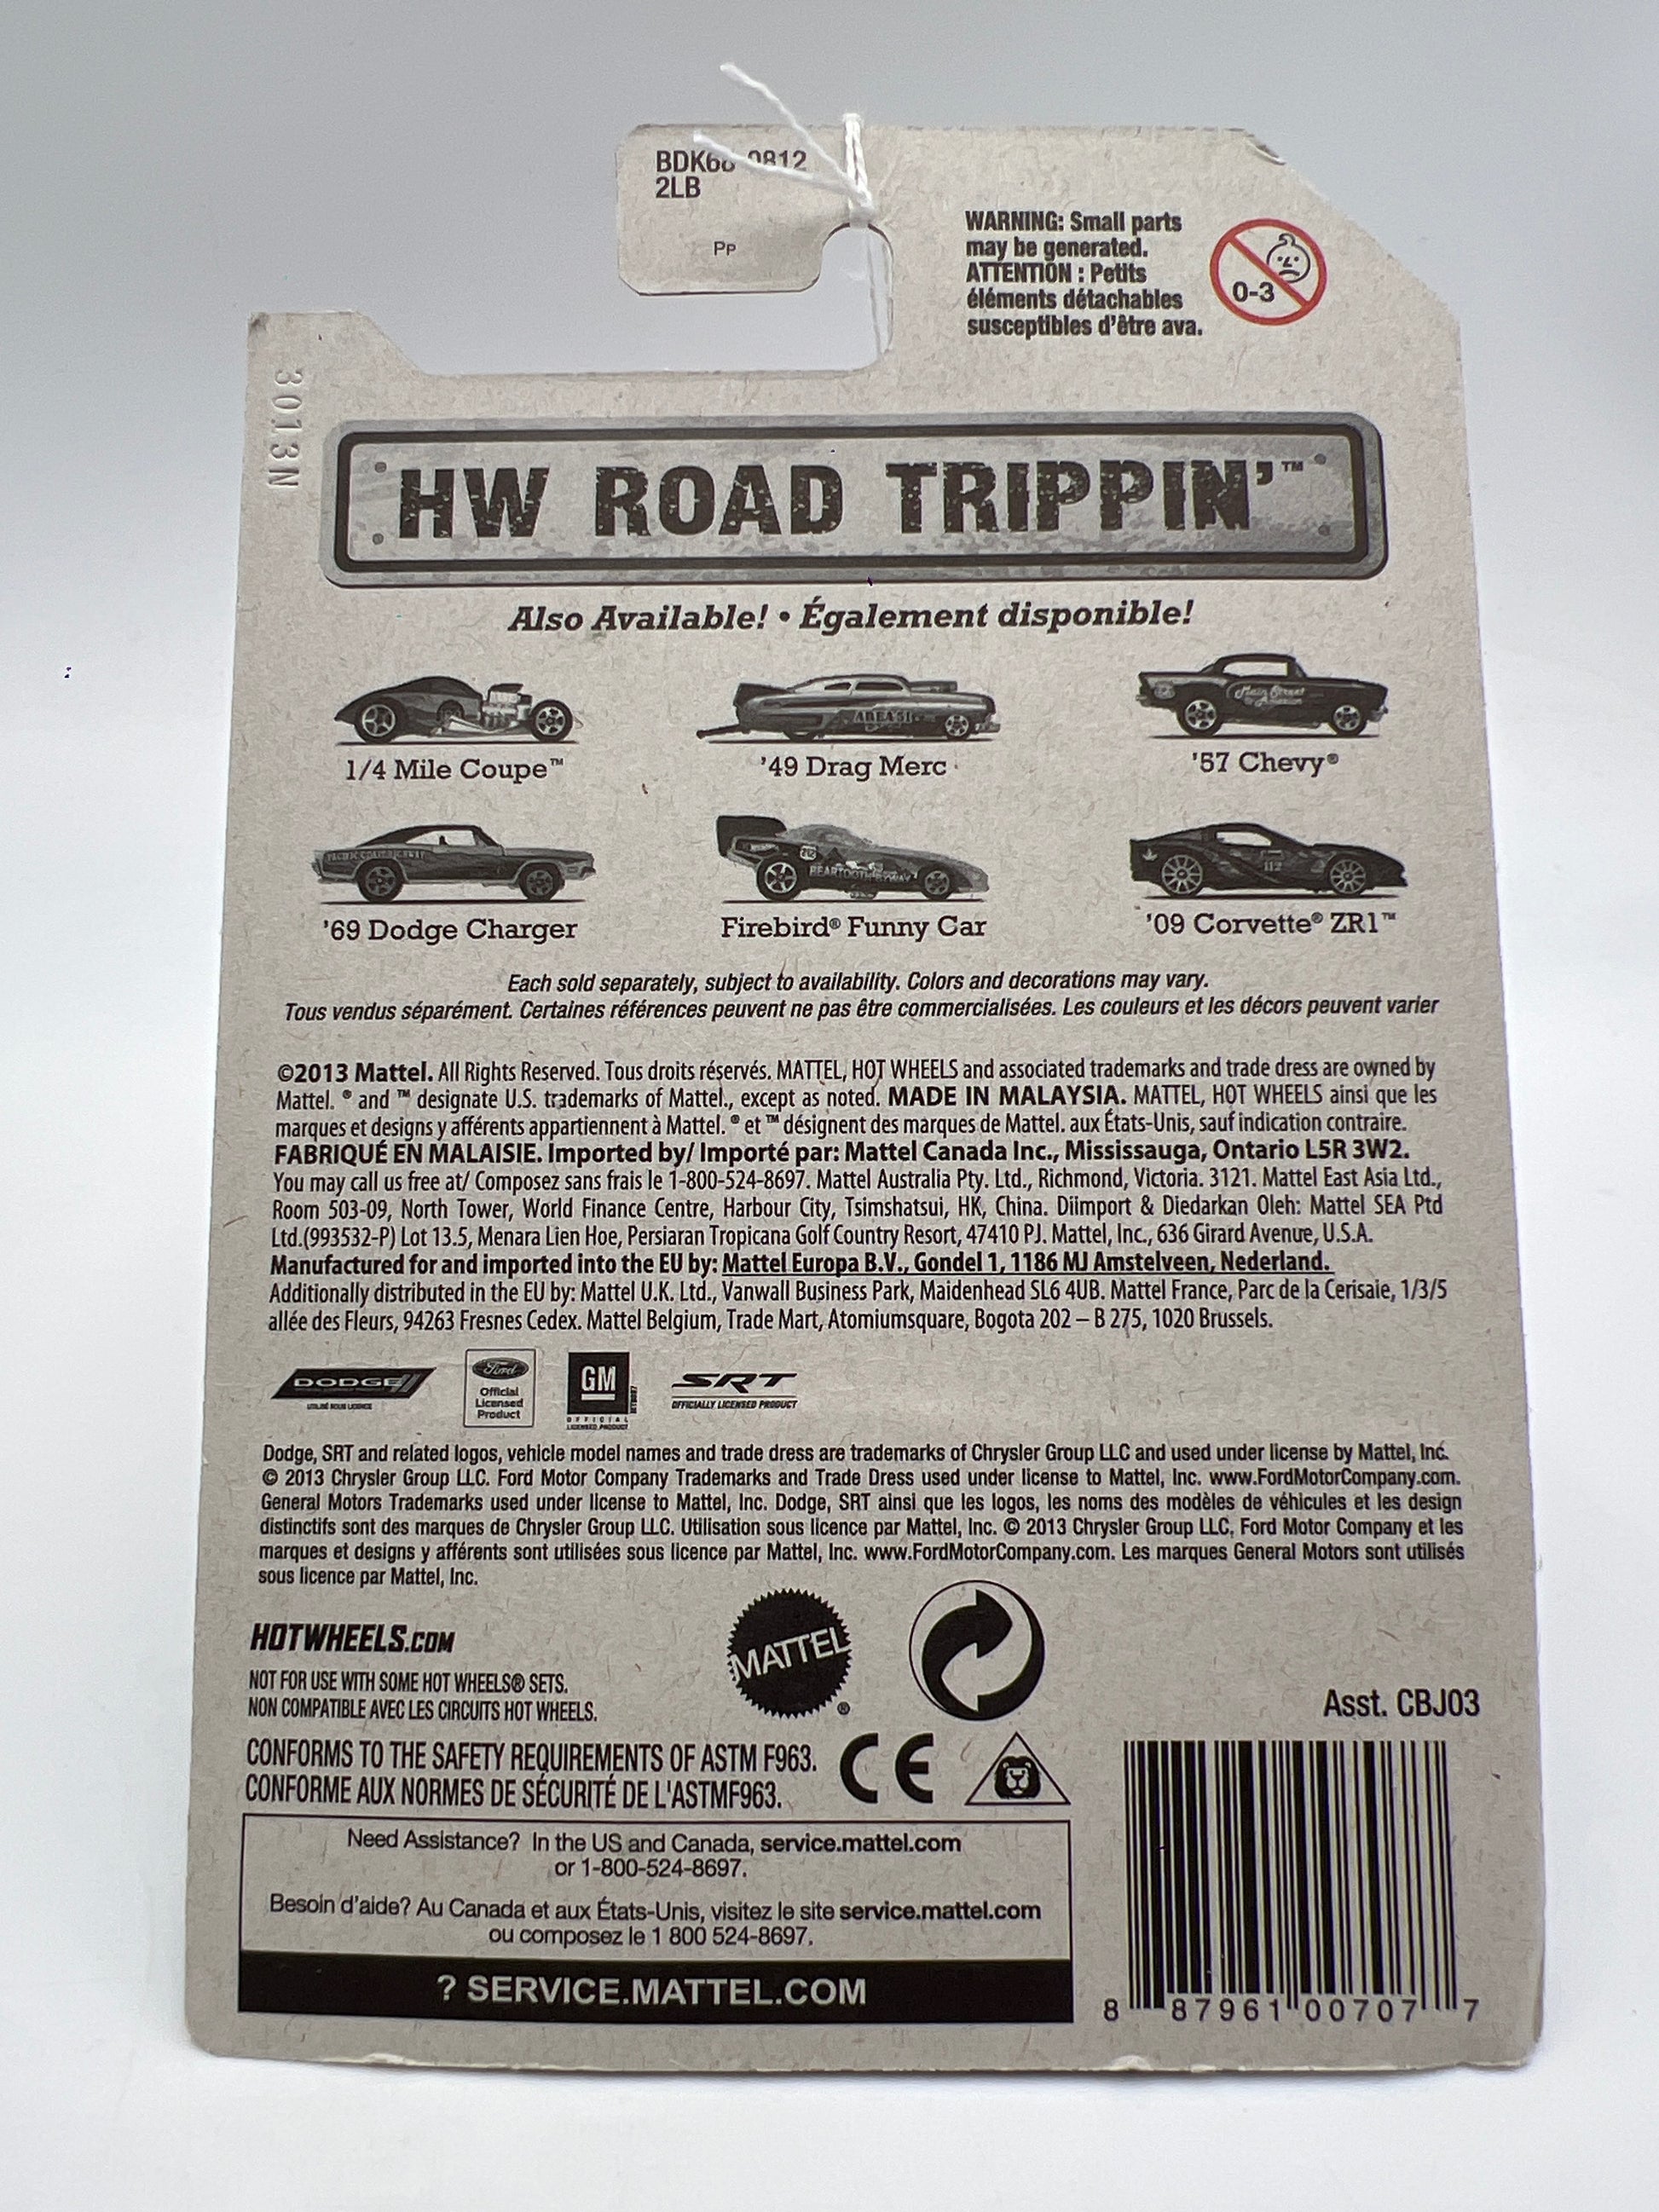 0812
2LB
Pp
WARNING: Small parts
may be generated.
ATTENTION : Petits
éléments détachables
susceptibles d'être ava.
0-3
3013N
HW ROAD TRIPPIN'™
Also Available! • Également disponible!
AREA 51
Main Street
1/4 Mile Coupe™ '49 Drag Merc '57 Chevy®
PACIFIC COAST HIGHWAY
BEARTOOTH BYWAY
'69 Dodge Charger Firebird® Funny Car '09 Corvette® ZR1™
Each sold separately, subject to availability. Colors and decorations may vary.
Tous vendus séparément. Certaines références peuvent ne pas être commercialisées. Les couleurs et les décors peuvent varier
©2013 Mattel. All Rights Reserved. Tous droits réservés. MATTEL, HOT WHEELS and associated trademarks and trade dress are owned by
Mattel. ® and ™ designate U.S. trademarks of Mattel., except as noted. MADE IN MALAYSIA. MATTEL, HOT WHEELS ainsi que les
marques et designs y afférents appartiennent à Mattel. ® et ™ désignent des marques de Mattel. aux États-Unis, sauf indication contraire.
FABRIQUÉ EN MALAISIE. Imported by/ Importé par: Mattel Canada Inc., Mississauga, Ontario L5R 3W2.
You may call us free at/ Composez sans frais le 1-800-524-8697. Mattel Australia Pty. Ltd., Richmond, Victoria. 3121. Mattel East Asia Ltd.,
Room 503-09, North Tower, World Finance Centre, Harbour City, Tsimshatsui, HK, China. Diimport & Diedarkan Oleh: Mattel SEA Ptd
Ltd.(993532-P) Lot 13.5, Menara Lien Hoe, Persiaran Tropicana Golf Country Resort, 47410 PJ. Mattel, Inc., 636 Girard Avenue, U.S.A.
Manufactured for and imported into the EU by: Mattel Europa B.V., Gondel 1, 1186 MJ Amstelveen, Nederland.
Additionally distributed in the EU by: Mattel U.K. Ltd., Vanwall Business Park, Maidenhead SL6 4UB. Mattel France, Parc de la Cerisaie, 1/3/5
allée des Fleurs, 94263 Fresnes Cedex. Mattel Belgium, Trade Mart, Atomiumsquare, Bogota 202 – B 275, 1020 Brussels.
DODGE
UTILISÉ SOUS LICENCE
Ford
Official
Licensed
Product
GM
OFFICIAL
LICENSED PRODUCT
SRT
OFFICIALLY LICENSED PRODUCT
Dodge, SRT and related logos, vehicle model names and trade dress are trademarks of Chrysler Group LLC and used under license by Mattel, Inc.
© 2013 Chrysler Group LLC. Ford Motor Company Trademarks and Trade Dress used under license to Mattel, Inc. www.FordMotorCompany.com.
General Motors Trademarks used under license to Mattel, Inc. Dodge, SRT ainsi que les logos, les noms des modèles de véhicules et les design
distinctifs sont des marques de Chrysler Group LLC. Utilisation sous licence par Mattel, Inc. © 2013 Chrysler Group LLC, Ford Motor Company et les
marques et designs y afférents sont utilisées sous licence par Mattel, Inc. www.FordMotorCompany.com. Les marques General Motors sont utilisés
sous licence par Mattel, Inc.
HOTWHEELS.COM
NOT FOR USE WITH SOME HOT WHEELS® SETS.
NON COMPATIBLE AVEC LES CIRCUITS HOT WHEELS.
MATTEL
®
Asst. CBJ03
CONFORMS TO THE SAFETY REQUIREMENTS OF ASTM F963.
CONFORME AUX NORMES DE SÉCURITÉ DE L'ASTMF963.
CE
Need Assistance? In the US and Canada, service.mattel.com
or 1-800-524-8697.
Besoin d'aide? Au Canada et aux États-Unis, visitez le site service.mattel.com
ou composez le 1 800 524-8697.
? SERVICE.MATTEL.COM
8 87961 00707 7